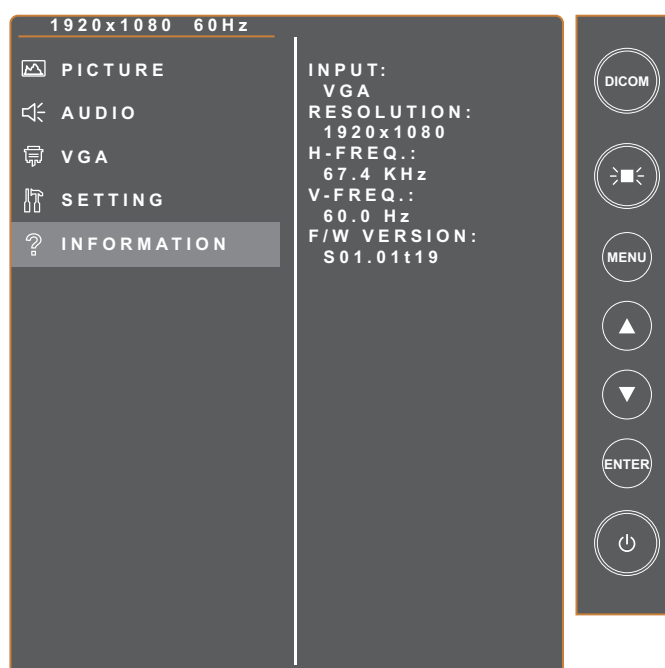 1920x1080 60Hz
PICTURE
AUDIO
VGA
SETTING
INFORMATION
INPUT:
VGA
RESOLUTION:
1920x1080
H-FREQ.:
67.4 KHz
V-FREQ.:
60.0 Hz
F/W VERSION:
S01.01t19
DICOM
MENU
ENTER